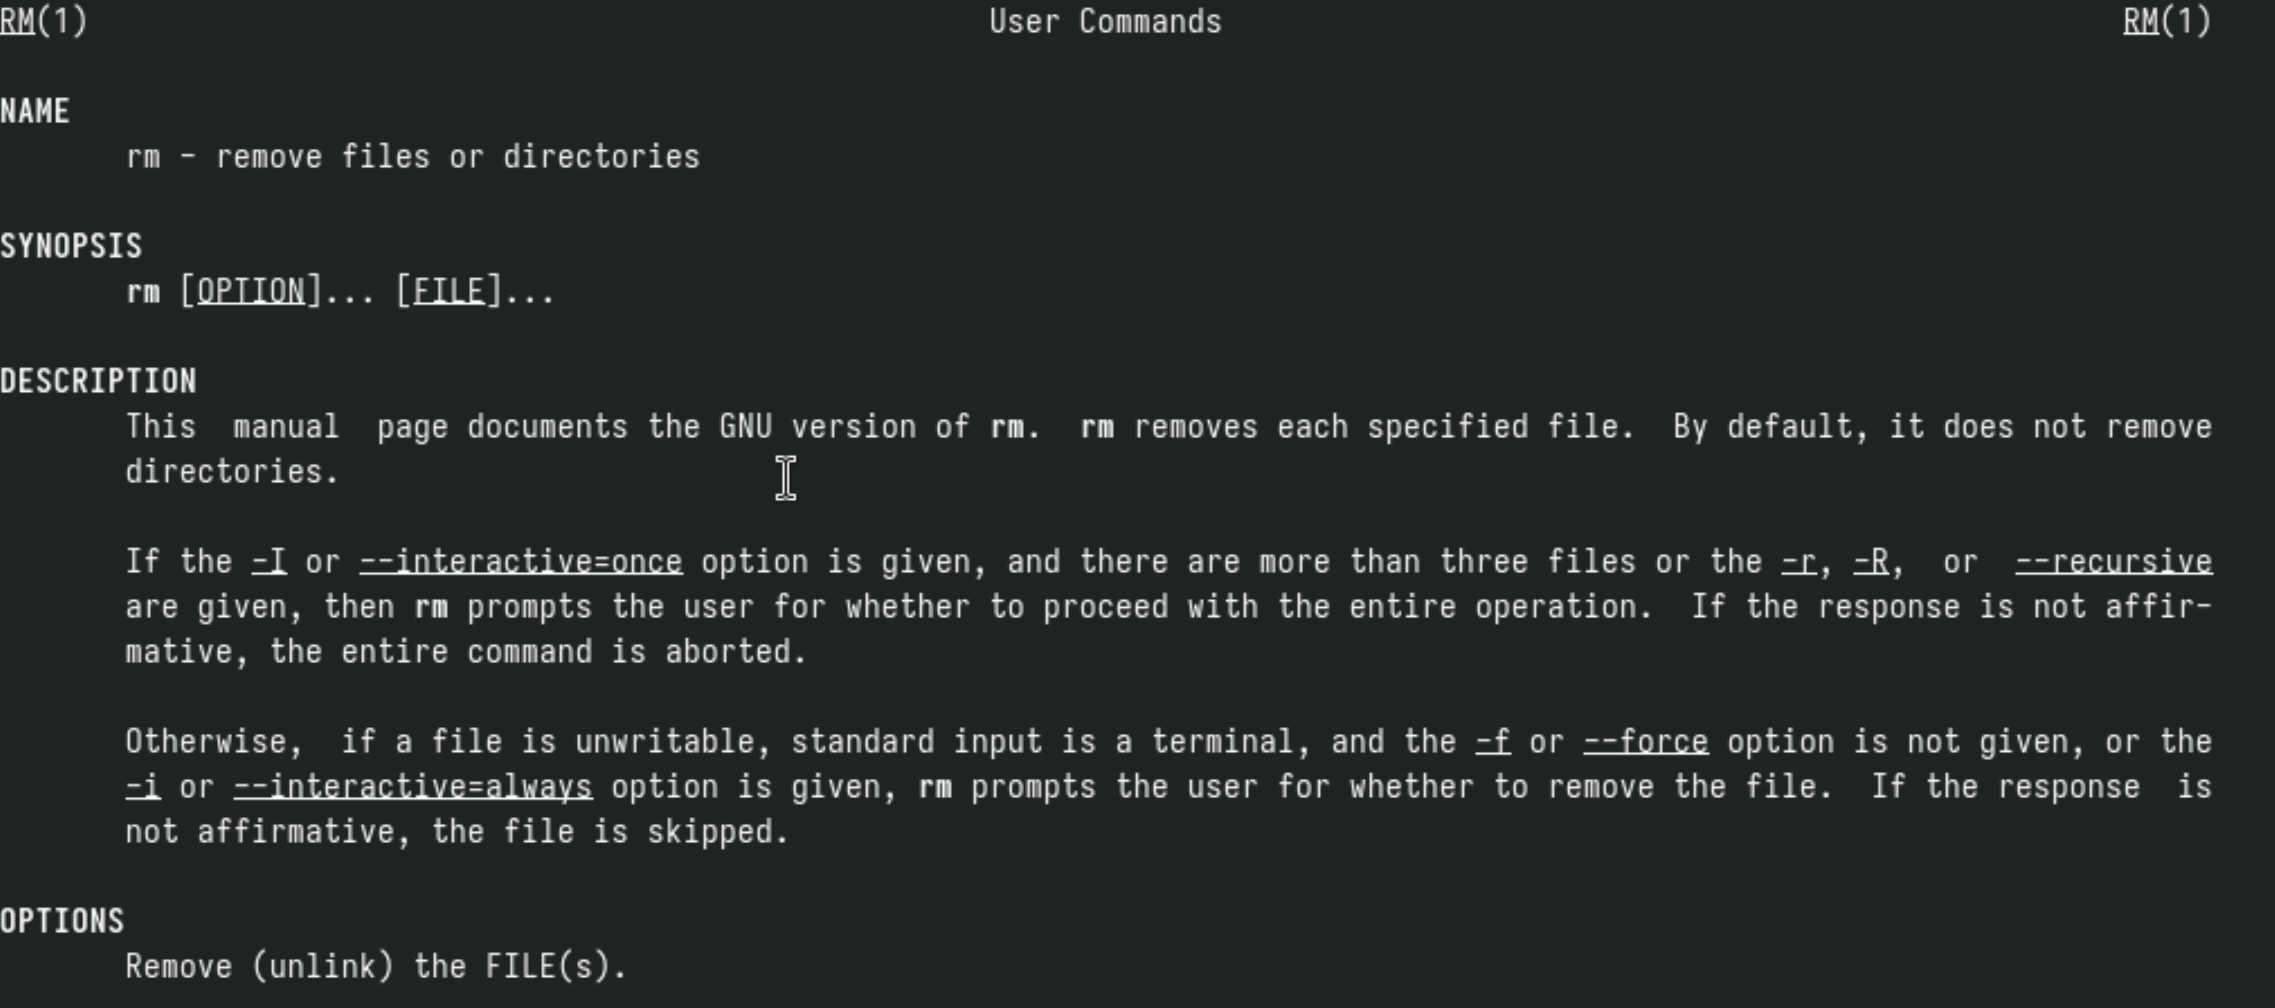 RM(1) User Commands RM(1)
NAME
rm - remove files or directories
SYNOPSIS
rm [OPTION]... [FILE]...
DESCRIPTION
This manual page documents the GNU version of rm. rm removes each specified file. By default, it does not remove
directories.
If the -I or --interactive=once option is given, and there are more than three files or the -r, -R, or --recursive
are given, then rm prompts the user for whether to proceed with the entire operation. If the response is not affir-
mative, the entire command is aborted.
Otherwise, if a file is unwritable, standard input is a terminal, and the -f or --force option is not given, or the
-i or --interactive=always option is given, rm prompts the user for whether to remove the file. If the response is
not affirmative, the file is skipped.
OPTIONS
Remove (unlink) the FILE(s).